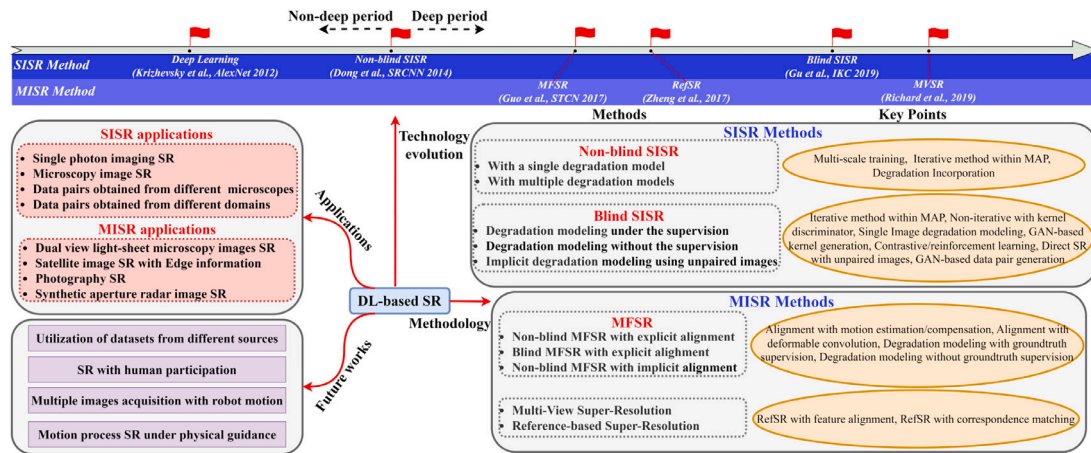 Non-deep period
Deep period
SISR Method
Deep Learning
(Krizhevsky et al., AlexNet 2012)
Non-blind SISR
(Dong et al., SRCNN 2014)
Blind SISR
(Gu et al., IKC 2019)
MISR Method
MFSR
(Guo et al., STCN 2017)
RefSR
(Zheng et al., 2017)
MVSR
(Richard et al., 2019)
SISR applications
Single photon imaging SR
Microscopy image SR
Data pairs obtained from different microscopes
Data pairs obtained from different domains
MISR applications
Dual view light-sheet microscopy images SR
Satellite image SR with Edge information
Photography SR
Synthetic aperture radar image SR
Utilization of datasets from different sources
SR with human participation
Multiple images acquisition with robot motion
Motion process SR under physical guidance
Technology
evolution
Applications
DL-based SR
Methodology
Future works
Methods
Key Points
SISR Methods
Non-blind SISR
With a single degradation model
With multiple degradation models
Multi-scale training, Iterative method within MAP,
Degradation Incorporation
Blind SISR
Degradation modeling under the supervision
Degradation modeling without the supervision
Implicit degradation modeling using unpaired images
Iterative method within MAP, Non-iterative with kernel
discriminator, Single Image degradation modeling, GAN-based
kernel generation, Contrastive/reinforcement learning, Direct SR
with unpaired images, GAN-based data pair generation
MISR Methods
MFSR
Non-blind MFSR with explicit alignment
Blind MFSR with explicit alighment
Non-blind MFSR with implicit alignment
Alignment with motion estimation/compensation, Alignment with
deformable convolution, Degradation modeling with groundtruth
supervision, Degradation modeling without groundtruth supervision
Multi-View Super-Resolution
Reference-based Super-Resolution
RefSR with feature alignment, RefSR with correspondence matching